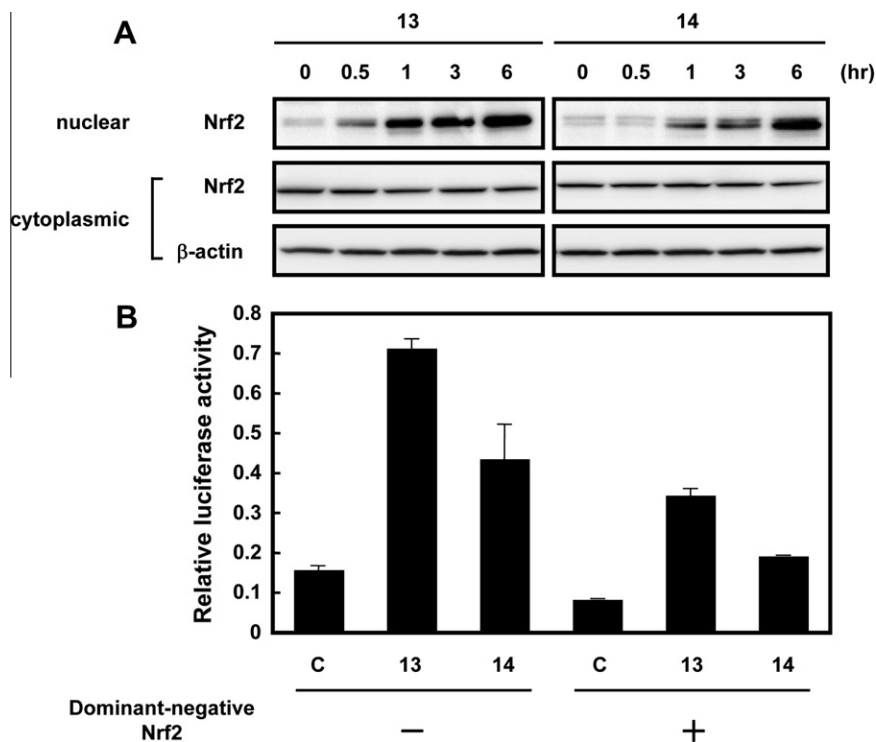 A
13 14
0 0.5 1 3 6 0 0.5 1 3 6 (hr)
nuclear Nrf2
Nrf2
cytoplasmic
β-actin
B
Relative luciferase activity
0.8
0.7
0.6
0.5
0.4
0.3
0.2
0.1
0
C 13 14 C 13 14
Dominant-negative
Nrf2 − +